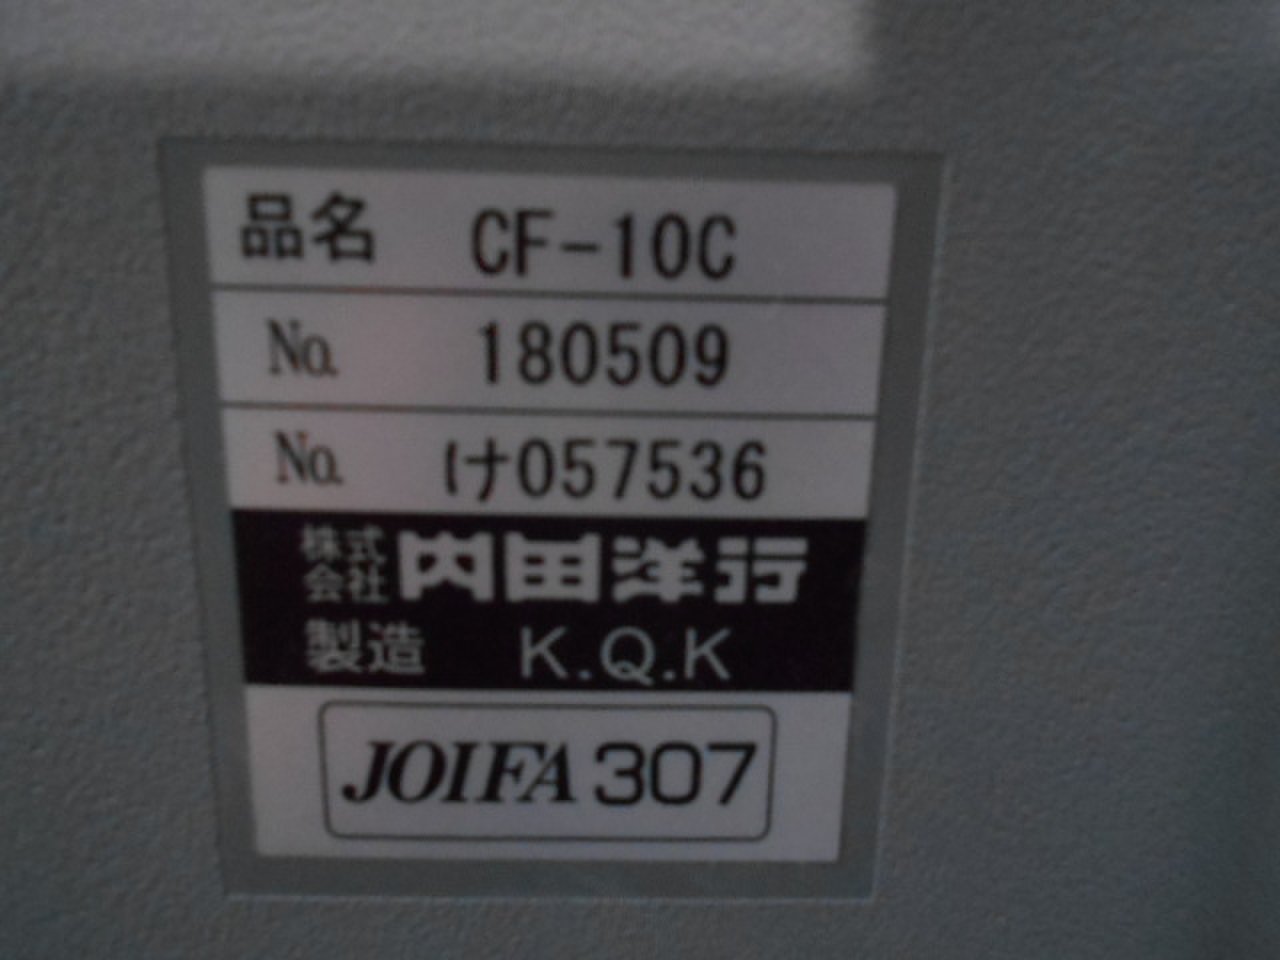 品名 CF-10C
No. 180509
No. け057536
株式会社 内田洋行
製造 K.Q.K
JOIFA 307